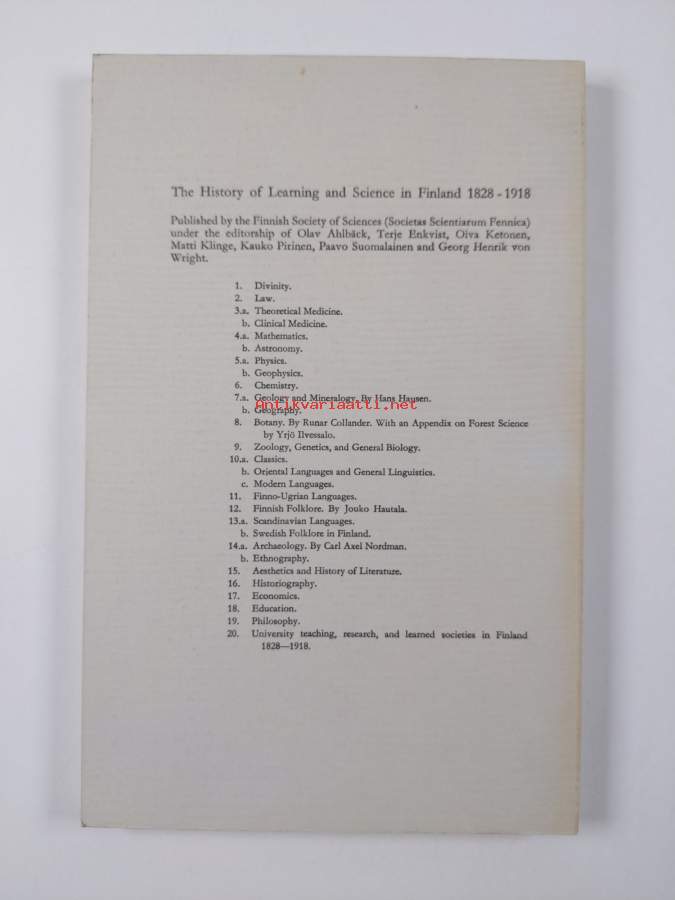 The History of Learning and Science in Finland 1828-1918
Published by the Finnish Society of Sciences (Societas Scientiarum Fennica)
under the editorship of Olav Ahlbäck, Terje Enkvist, Oiva Ketonen,
Matti Klinge, Kauko Pirinen, Paavo Suomalainen and Georg Henrik von
Wright.
1. Divinity.
2. Law.
3.a. Theoretical Medicine.
b. Clinical Medicine.
4.a. Mathematics.
b. Astronomy.
5.a. Physics.
b. Geophysics.
6. Chemistry.
7.a. Geology and Mineralogy. By Hans Hausen.
Antikvariaatti.net
b. Geography.
8. Botany. By Runar Collander. With an Appendix on Forest Science
by Yrjö Ilvessalo.
9. Zoology, Genetics, and General Biology.
10.a. Classics.
b. Oriental Languages and General Linguistics.
c. Modern Languages.
11. Finno-Ugrian Languages.
12. Finnish Folklore. By Jouko Hautala.
13.a. Scandinavian Languages.
b. Swedish Folklore in Finland.
14.a. Archaeology. By Carl Axel Nordman.
b. Ethnography.
15. Aesthetics and History of Literature.
16. Historiography.
17. Economics.
18. Education.
19. Philosophy.
20. University teaching, research, and learned societies in Finland
1828—1918.